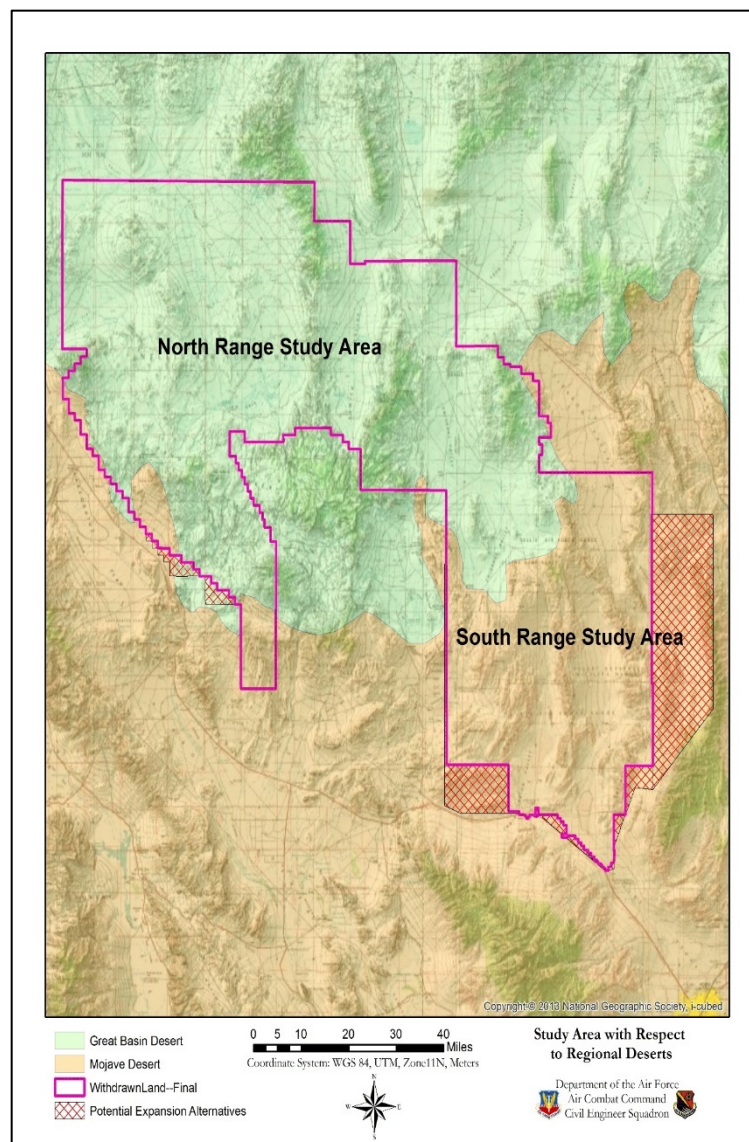 North Range Study Area
South Range Study Area
Copyright © 2013 National Geographic Society, i-cubed
Great Basin Desert
Mojave Desert
WithdrawnLand--Final
Potential Expansion Alternatives
0 5 10 20 30 40
Miles
Coordinate System: WGS 84, UTM, Zone11N, Meters
N
W E
S
Study Area with Respect
to Regional Deserts
Department of the Air Force
Air Combat Command
Civil Engineer Squadron